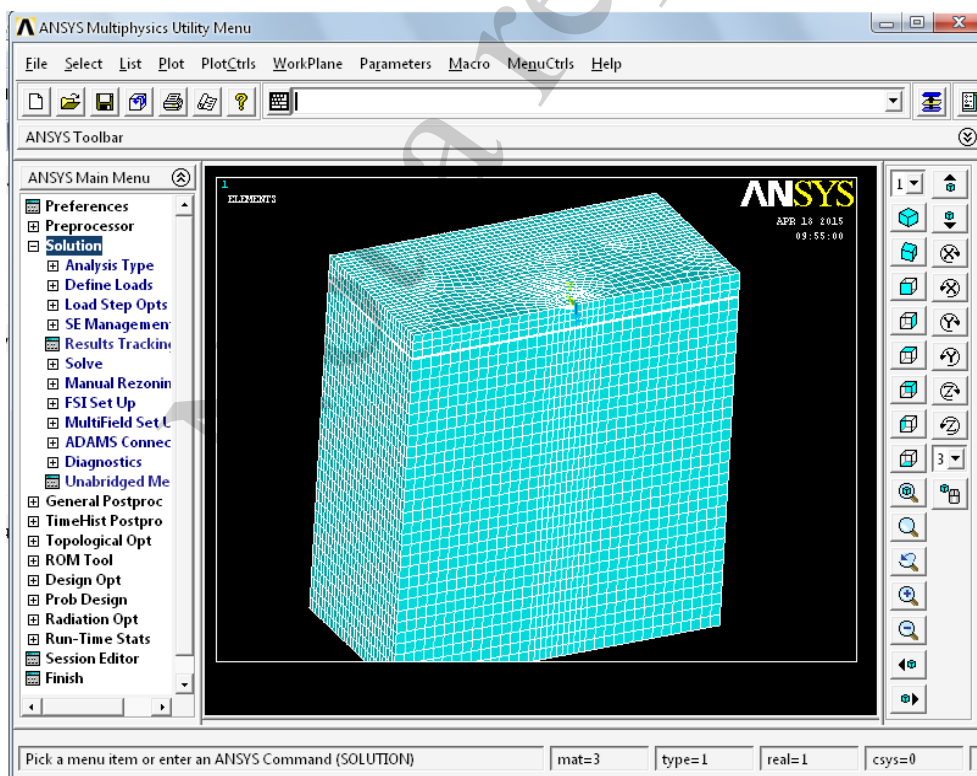 ANSYS Multiphysics Utility Menu
File Select List Plot PlotCtrls WorkPlane Parameters Macro MenuCtrls Help
ANSYS Toolbar
ANSYS Main Menu
Preferences
Preprocessor
Solution
Analysis Type
Define Loads
Load Step Opts
SE Managemen
Results Tracking
Solve
Manual Rezonin
FSI Set Up
MultiField Set U
ADAMS Connec
Diagnostics
Unabridged Me
General Postproc
TimeHist Postpro
Topological Opt
ROM Tool
Design Opt
Prob Design
Radiation Opt
Run-Time Stats
Session Editor
Finish
1
ELEMENTS
ANSYS
APR 18 2015
09:55:00
1
3
Pick a menu item or enter an ANSYS Command (SOLUTION) mat=3 type=1 real=1 csys=0